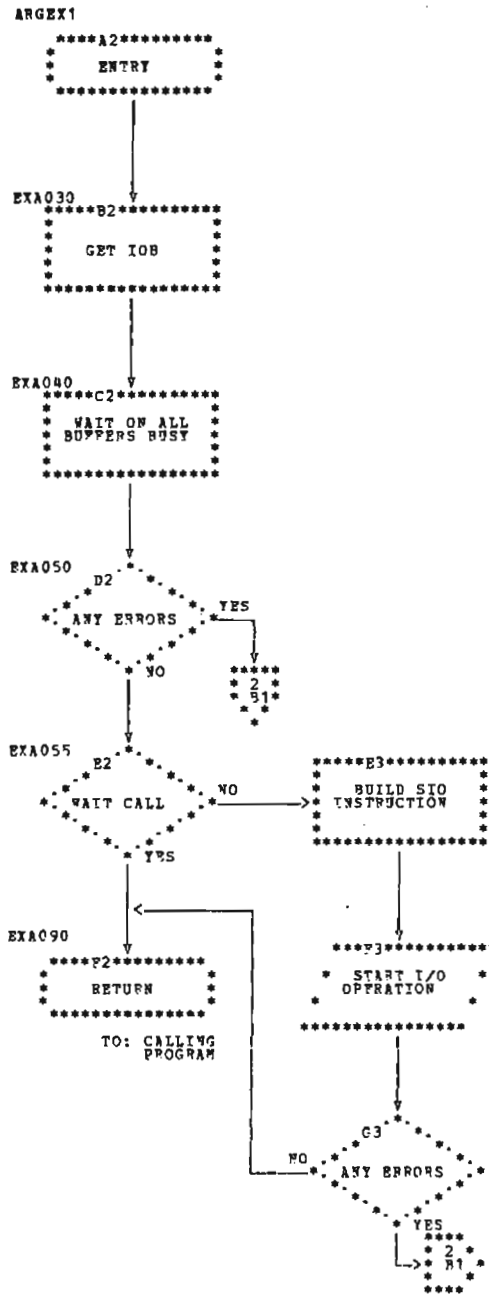 ARGEX1
A2
ENTRY
EXA030
B2
GET IOB
EXA040
C2
WAIT ON ALL
BUFFERS BUSY
EXA050
D2
ANY ERRORS
YES
NO
2
B1
EXA055
E2
WAIT CALL
NO
YES
E3
BUILD SIO
INSTRUCTION
EXA090
F2
RETURN
TO: CALLING
PROGRAM
F3
START I/O
OPERATION
G3
ANY ERRORS
NO
YES
2
B1